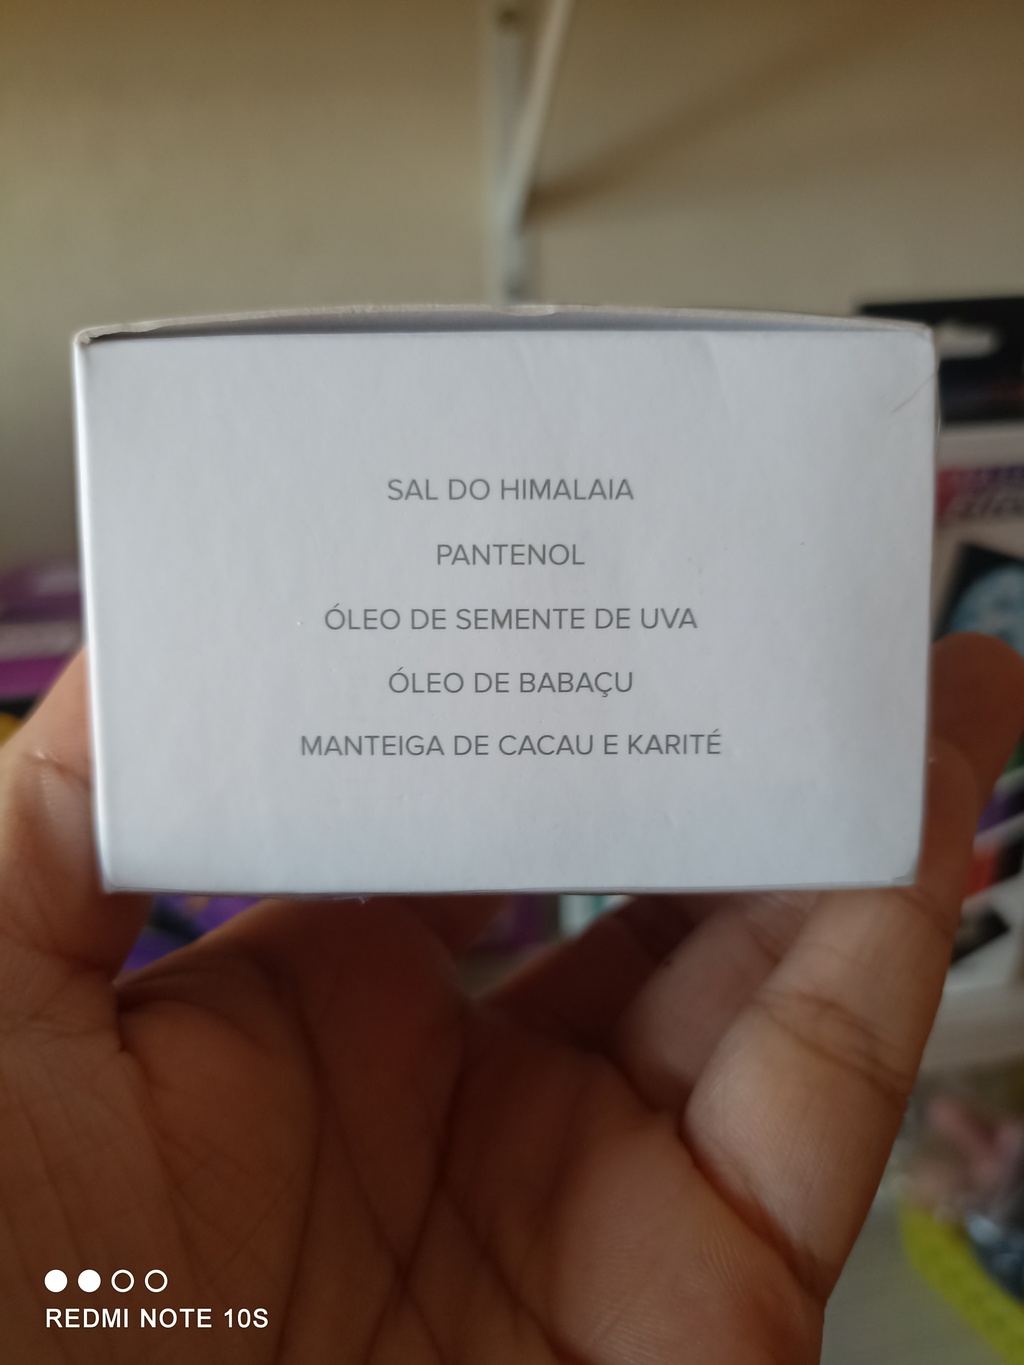 SAL DO HIMALAIA
PANTENOL
ÓLEO DE SEMENTE DE UVA
ÓLEO DE BABAÇU
MANTEIGA DE CACAU E KARITÉ
REDMI NOTE 10S